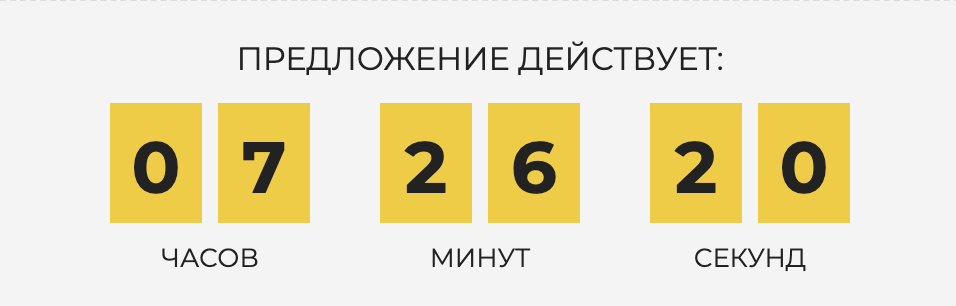 ПРЕДЛОЖЕНИЕ ДЕЙСТВУЕТ:
07 26 20
ЧАСОВ МИНУТ СЕКУНД